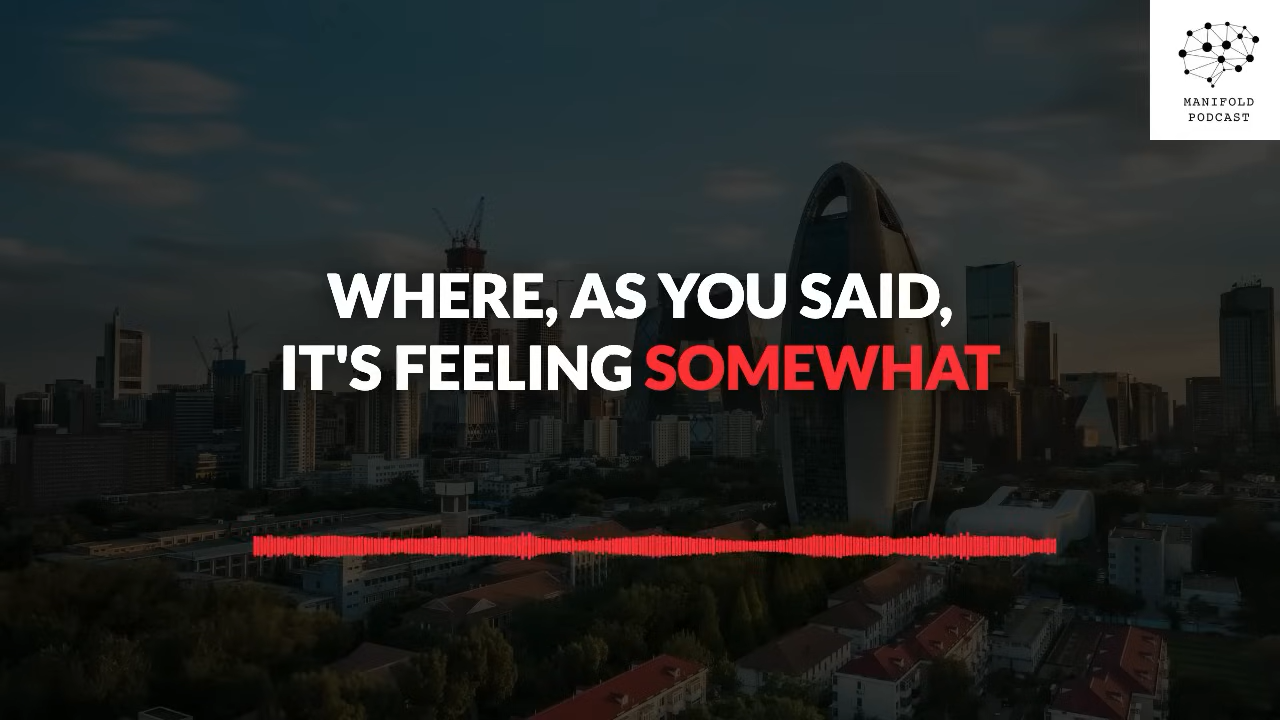 MANIFOLD
PODCAST
WHERE, AS YOU SAID,
IT'S FEELING SOMEWHAT